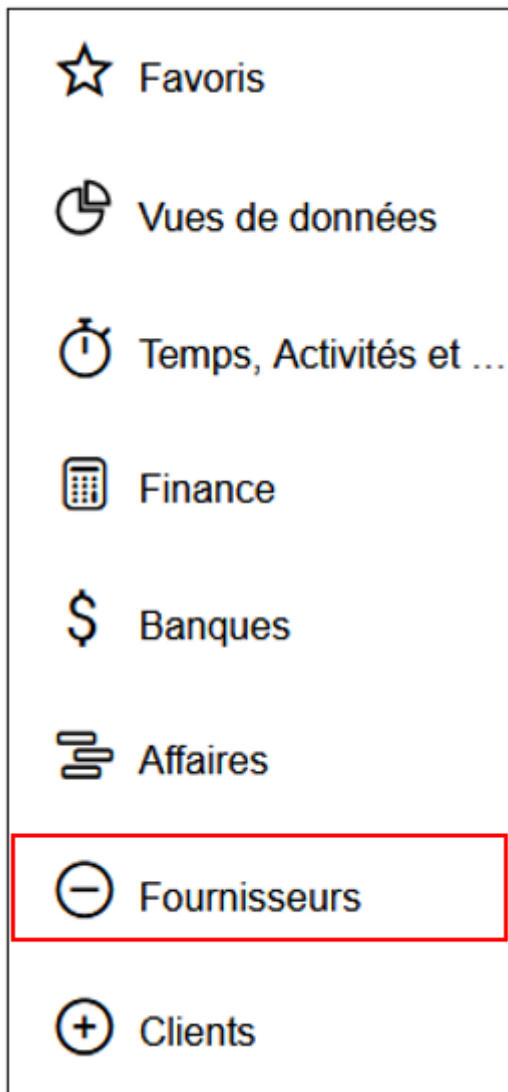 Favoris
Vues de données
Temps, Activités et ...
Finance
Banques
Affaires
Fournisseurs
Clients